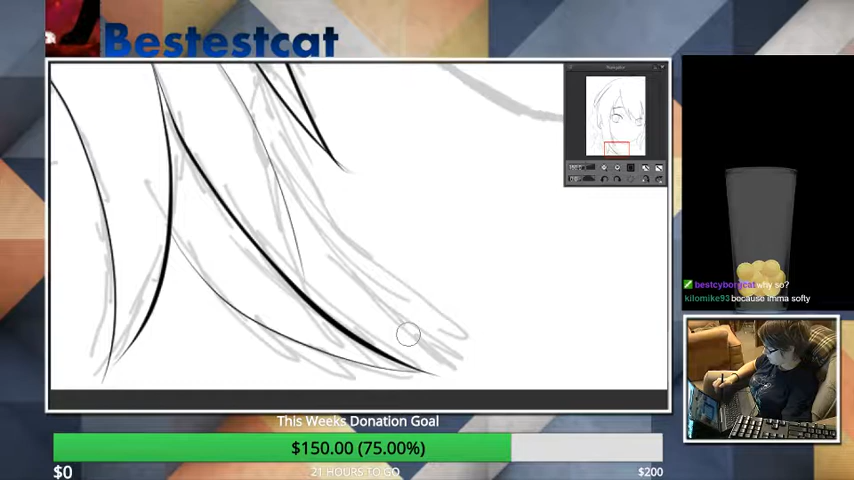 Bestestcat
Navigator
bestcyborgcat why so?
kilomike93 because imma softy
This Weeks Donation Goal
$150.00 (75.00%)
$0
21 HOURS TO GO
$200